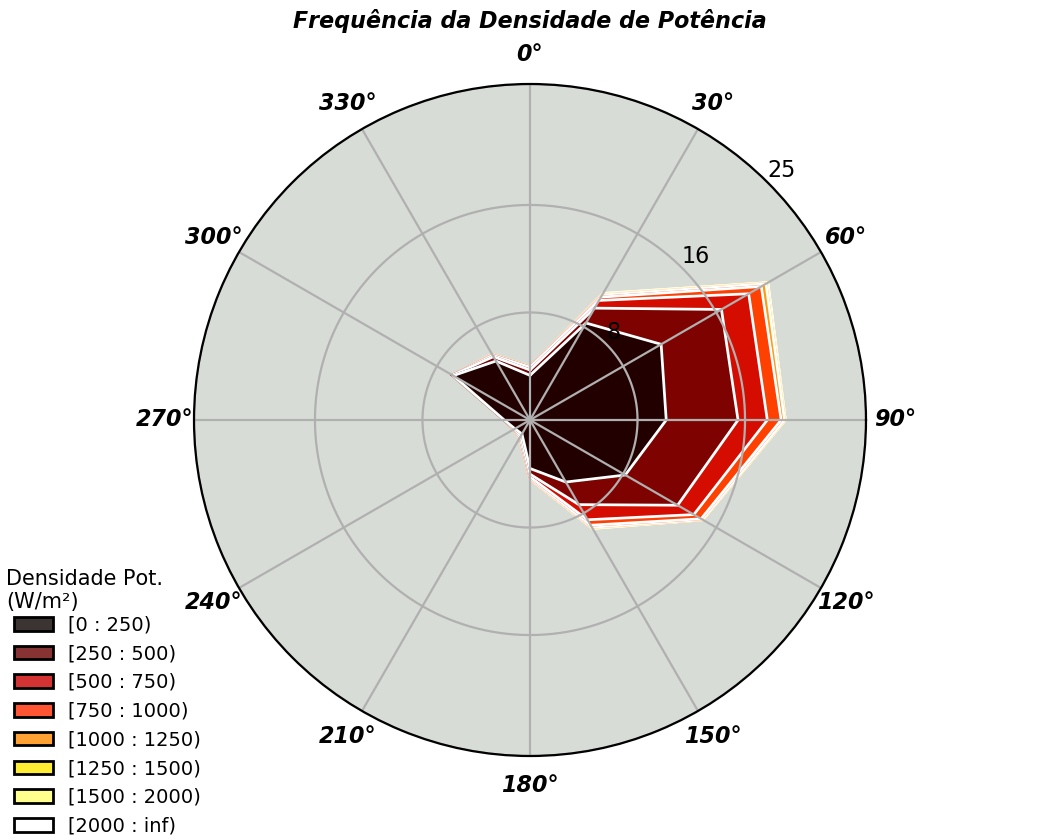 Frequência da Densidade de Potência
0°
330°
30°
25
300°
60°
16
8
270°
90°
240°
120°
210°
150°
180°
Densidade Pot.
(W/m²)
[0 : 250)
[250 : 500)
[500 : 750)
[750 : 1000)
[1000 : 1250)
[1250 : 1500)
[1500 : 2000)
[2000 : inf)